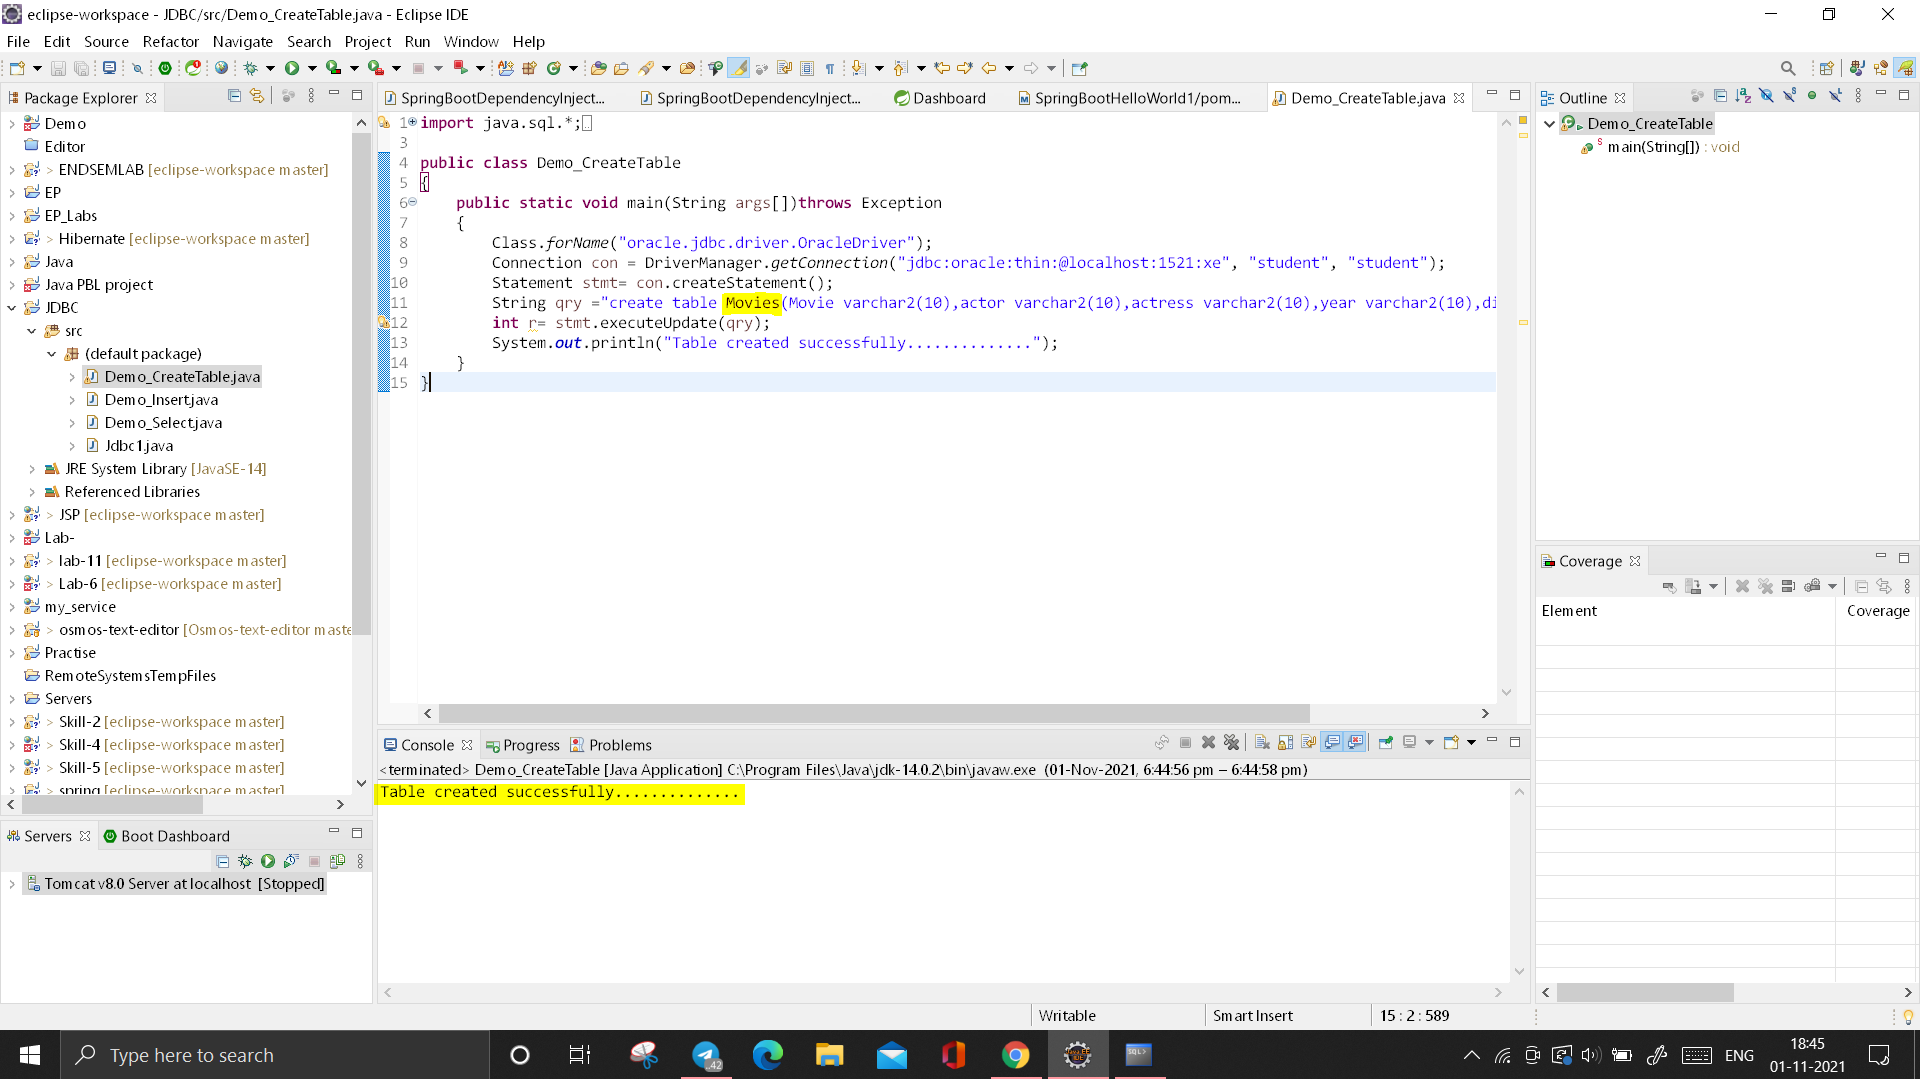 eclipse-workspace - JDBC/src/Demo_CreateTable.java - Eclipse IDE
File Edit Source Refactor Navigate Search Project Run Window Help
Package Explorer
Demo
Editor
> ENDSEMLAB [eclipse-workspace master]
EP
EP_Labs
> Hibernate [eclipse-workspace master]
Java
Java PBL project
JDBC
src
(default package)
Demo_CreateTable.java
Demo_Insert.java
Demo_Select.java
Jdbc1.java
JRE System Library [JavaSE-14]
Referenced Libraries
> JSP [eclipse-workspace master]
Lab-
> lab-11 [eclipse-workspace master]
> Lab-6 [eclipse-workspace master]
my_service
> osmos-text-editor [Osmos-text-editor maste
Practise
RemoteSystemsTempFiles
Servers
> Skill-2 [eclipse-workspace master]
> Skill-4 [eclipse-workspace master]
> Skill-5 [eclipse-workspace master]
> spring [eclipse-workspace master]
Servers Boot Dashboard
Tomcat v8.0 Server at localhost [Stopped]
SpringBootDependencyInject... SpringBootDependencyInject... Dashboard SpringBootHelloWorld1/pom... Demo_CreateTable.java
1 import java.sql.*;
3
4 public class Demo_CreateTable
5 {
6 public static void main(String args[])throws Exception
7 {
8 Class.forName("oracle.jdbc.driver.OracleDriver");
9 Connection con = DriverManager.getConnection("jdbc:oracle:thin:@localhost:1521:xe", "student", "student");
10 Statement stmt= con.createStatement();
11 String qry ="create table Movies(Movie varchar2(10),actor varchar2(10),actress varchar2(10),year varchar2(10),di
12 int r= stmt.executeUpdate(qry);
13 System.out.println("Table created successfully..............");
14 }
15 }
Console Progress Problems
<terminated> Demo_CreateTable [Java Application] C:\Program Files\Java\jdk-14.0.2\bin\javaw.exe (01-Nov-2021, 6:44:56 pm – 6:44:58 pm)
Table created successfully..............
Outline
Demo_CreateTable
main(String[]) : void
Coverage
Element Coverage
Writable Smart Insert 15 : 2 : 589
Type here to search
42
ENG
18:45
01-11-2021